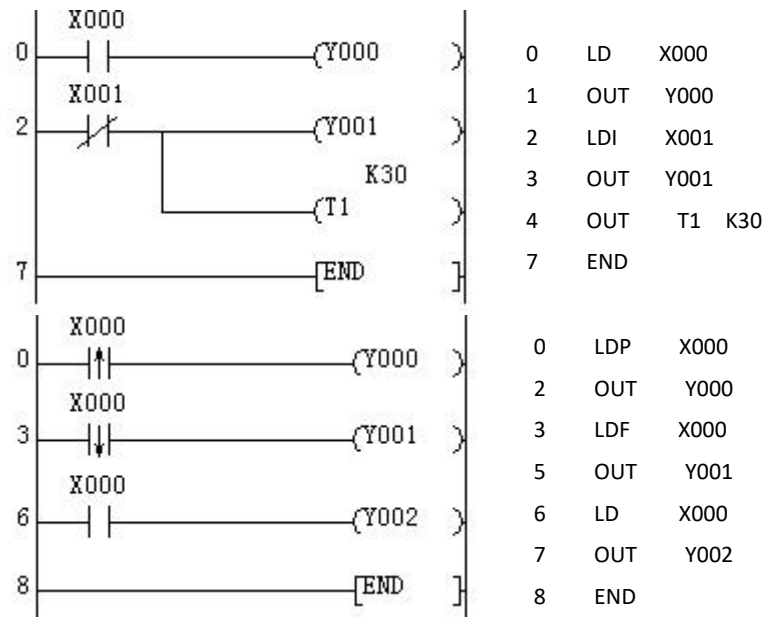 X000
0 (Y000 )
X001
2 (Y001 )
K30
(T1 )
7 [END ]
0 LD X000
1 OUT Y000
2 LDI X001
3 OUT Y001
4 OUT T1 K30
7 END
X000
0 (Y000 )
X000
3 (Y001 )
X000
6 (Y002 )
8 [END ]
0 LDP X000
2 OUT Y000
3 LDF X000
5 OUT Y001
6 LD X000
7 OUT Y002
8 END